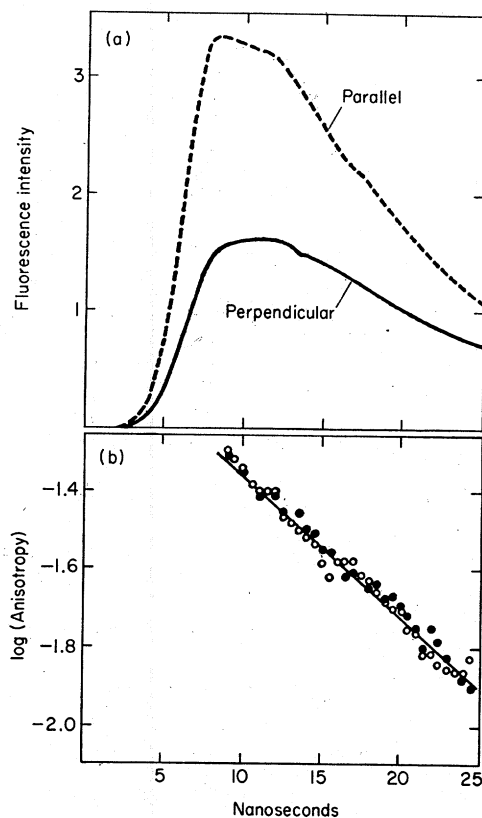 (a)
3
2
1
Fluorescence intensity
Parallel
Perpendicular
(b)
-1.4
-1.6
-1.8
-2.0
log (Anisotropy)
5 10 15 20 25
Nanoseconds